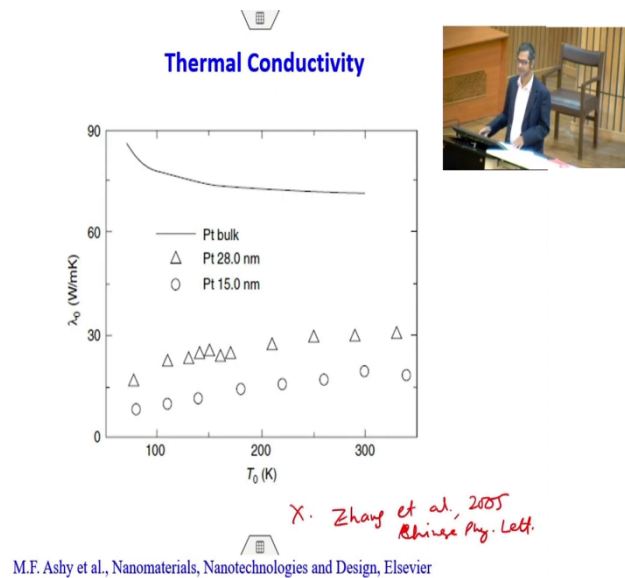 Thermal Conductivity
90
60
30
0
λ₀ (W/mK)
Pt bulk
Pt 28.0 nm
Pt 15.0 nm
100
200
300
T₀ (K)
X. Zhang et al., 2005
Phy. Lett.
M.F. Ashy et al., Nanomaterials, Nanotechnologies and Design, Elsevier